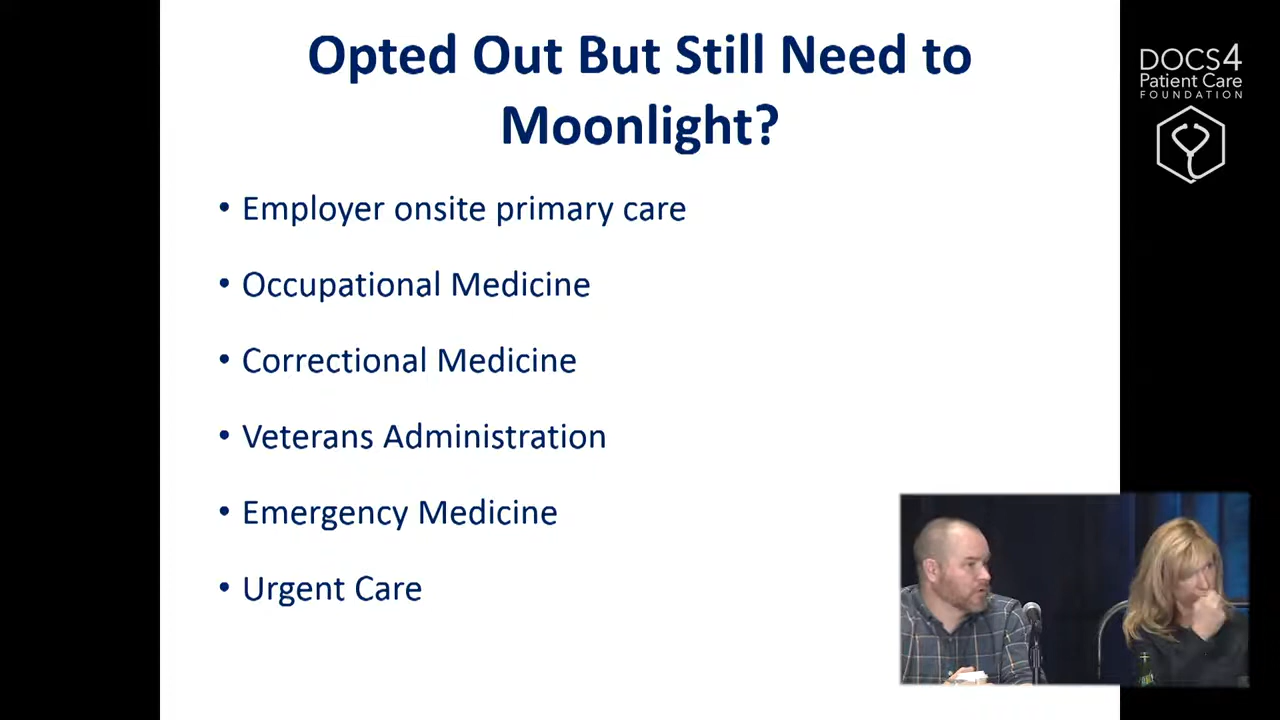 Opted Out But Still Need to
Moonlight?
• Employer onsite primary care
• Occupational Medicine
• Correctional Medicine
• Veterans Administration
• Emergency Medicine
• Urgent Care
DOCS4
Patient Care
FOUNDATION